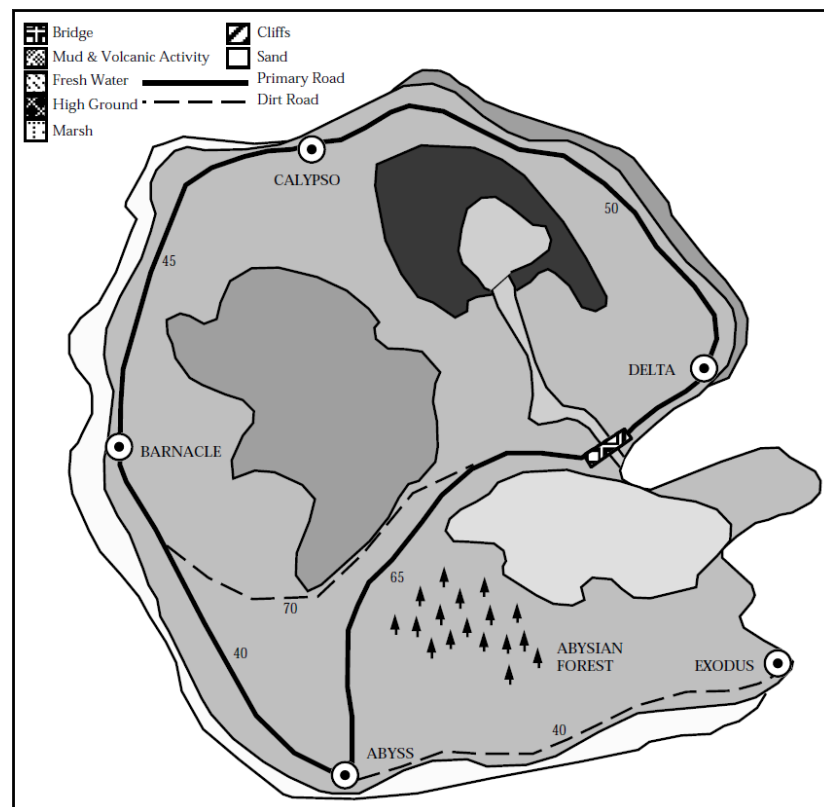 Bridge
Cliffs
Mud & Volcanic Activity
Sand
Fresh Water
Primary Road
High Ground
Dirt Road
Marsh
CALYPSO
50
45
DELTA
BARNACLE
65
70
40
ABYSIAN
FOREST
EXODUS
40
ABYSS